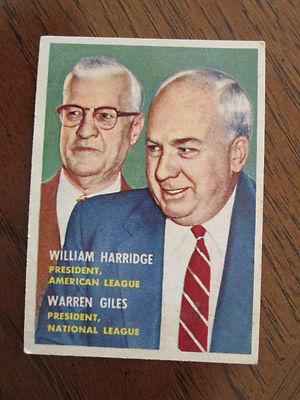 WILLIAM HARRIDGE
PRESIDENT,
AMERICAN LEAGUE
WARREN GILES
PRESIDENT,
NATIONAL LEAGUE